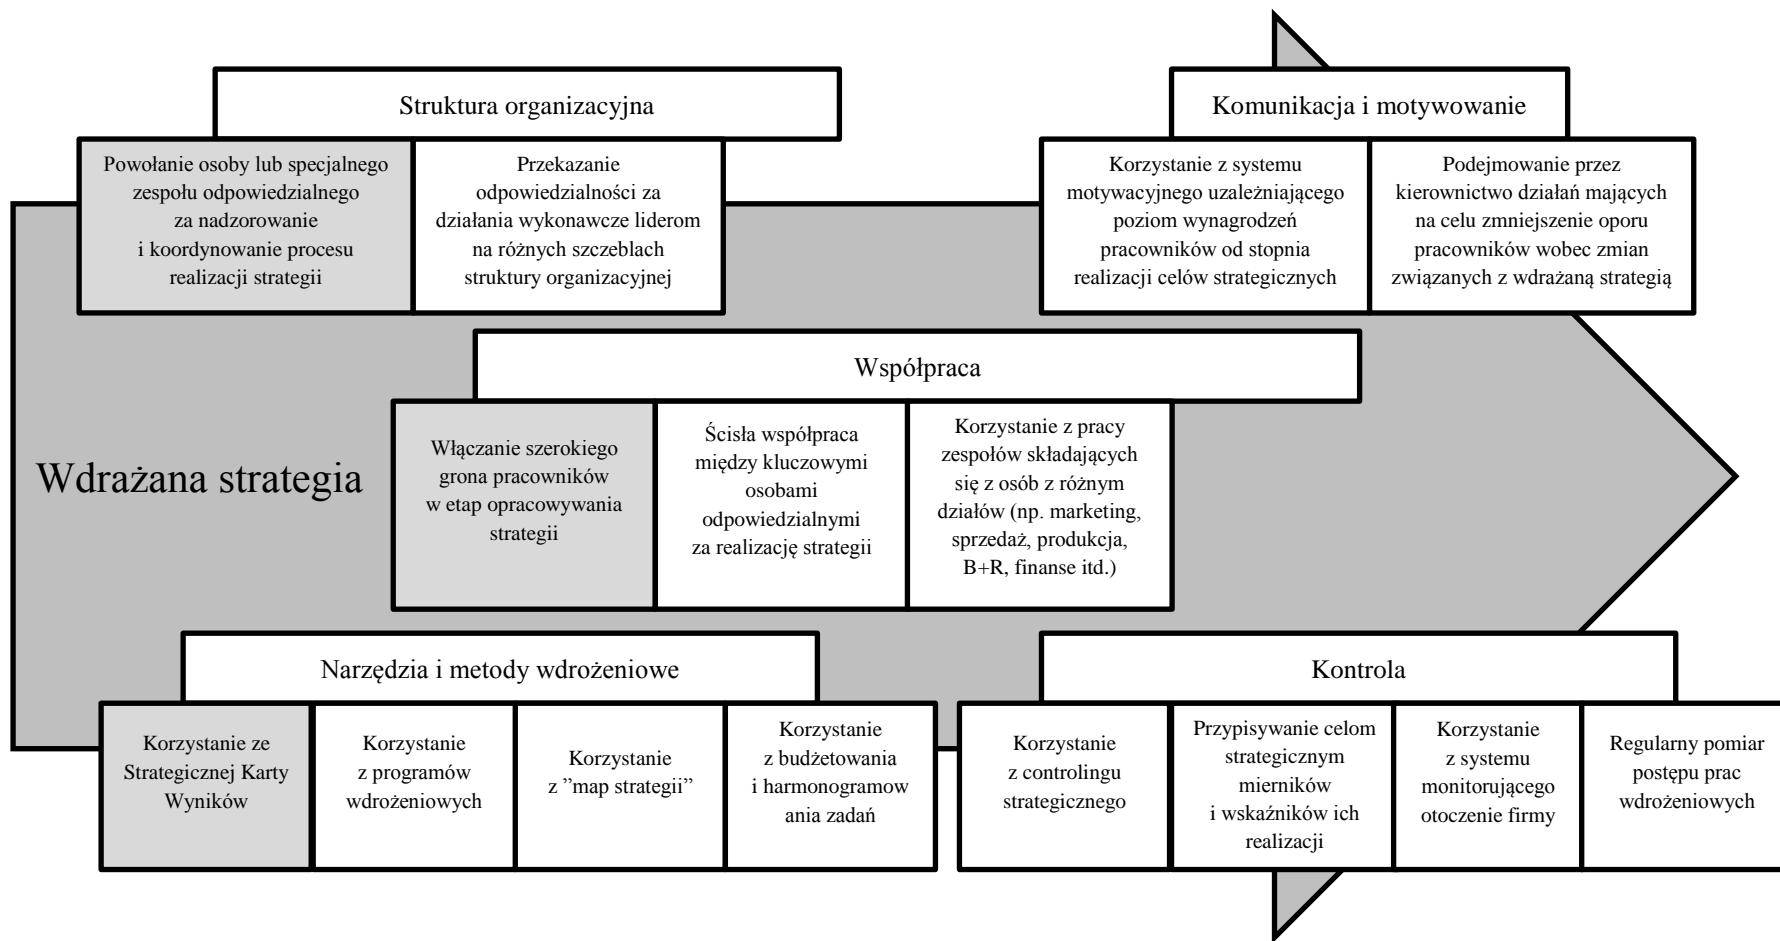 Struktura organizacyjna
Powołanie osoby lub specjalnego
zespołu odpowiedzialnego
za nadzorowanie
i koordynowanie procesu
realizacji strategii
Przekazanie
odpowiedzialności za
działania wykonawcze liderom
na różnych szczeblach
struktury organizacyjnej
Komunikacja i motywowanie
Korzystanie z systemu
motywacyjnego uzależniającego
poziom wynagrodzeń
pracowników od stopnia
realizacji celów strategicznych
Podejmowanie przez
kierownictwo działań mających
na celu zmniejszenie oporu
pracowników wobec zmian
związanych z wdrażaną strategią
Wdrażana strategia
Współpraca
Włączanie szerokiego
grona pracowników
w etap opracowywania
strategii
Ścisła współpraca
między kluczowymi
osobami
odpowiedzialnymi
za realizację strategii
Korzystanie z pracy
zespołów składających
się z osób z różnym
działów (np. marketing,
sprzedaż, produkcja,
B+R, finanse itd.)
Narzędzia i metody wdrożeniowe
Korzystanie ze
Strategicznej Karty
Wyników
Korzystanie
z programów
wdrożeniowych
Korzystanie
z ”map strategii”
Korzystanie
z budżetowania
i harmonogramow
ania zadań
Kontrola
Korzystanie
z controlingu
strategicznego
Przypisywanie celom
strategicznym
mierników
i wskaźników ich
realizacji
Korzystanie
z systemu
monitorującego
otoczenie firmy
Regularny pomiar
postępu prac
wdrożeniowych